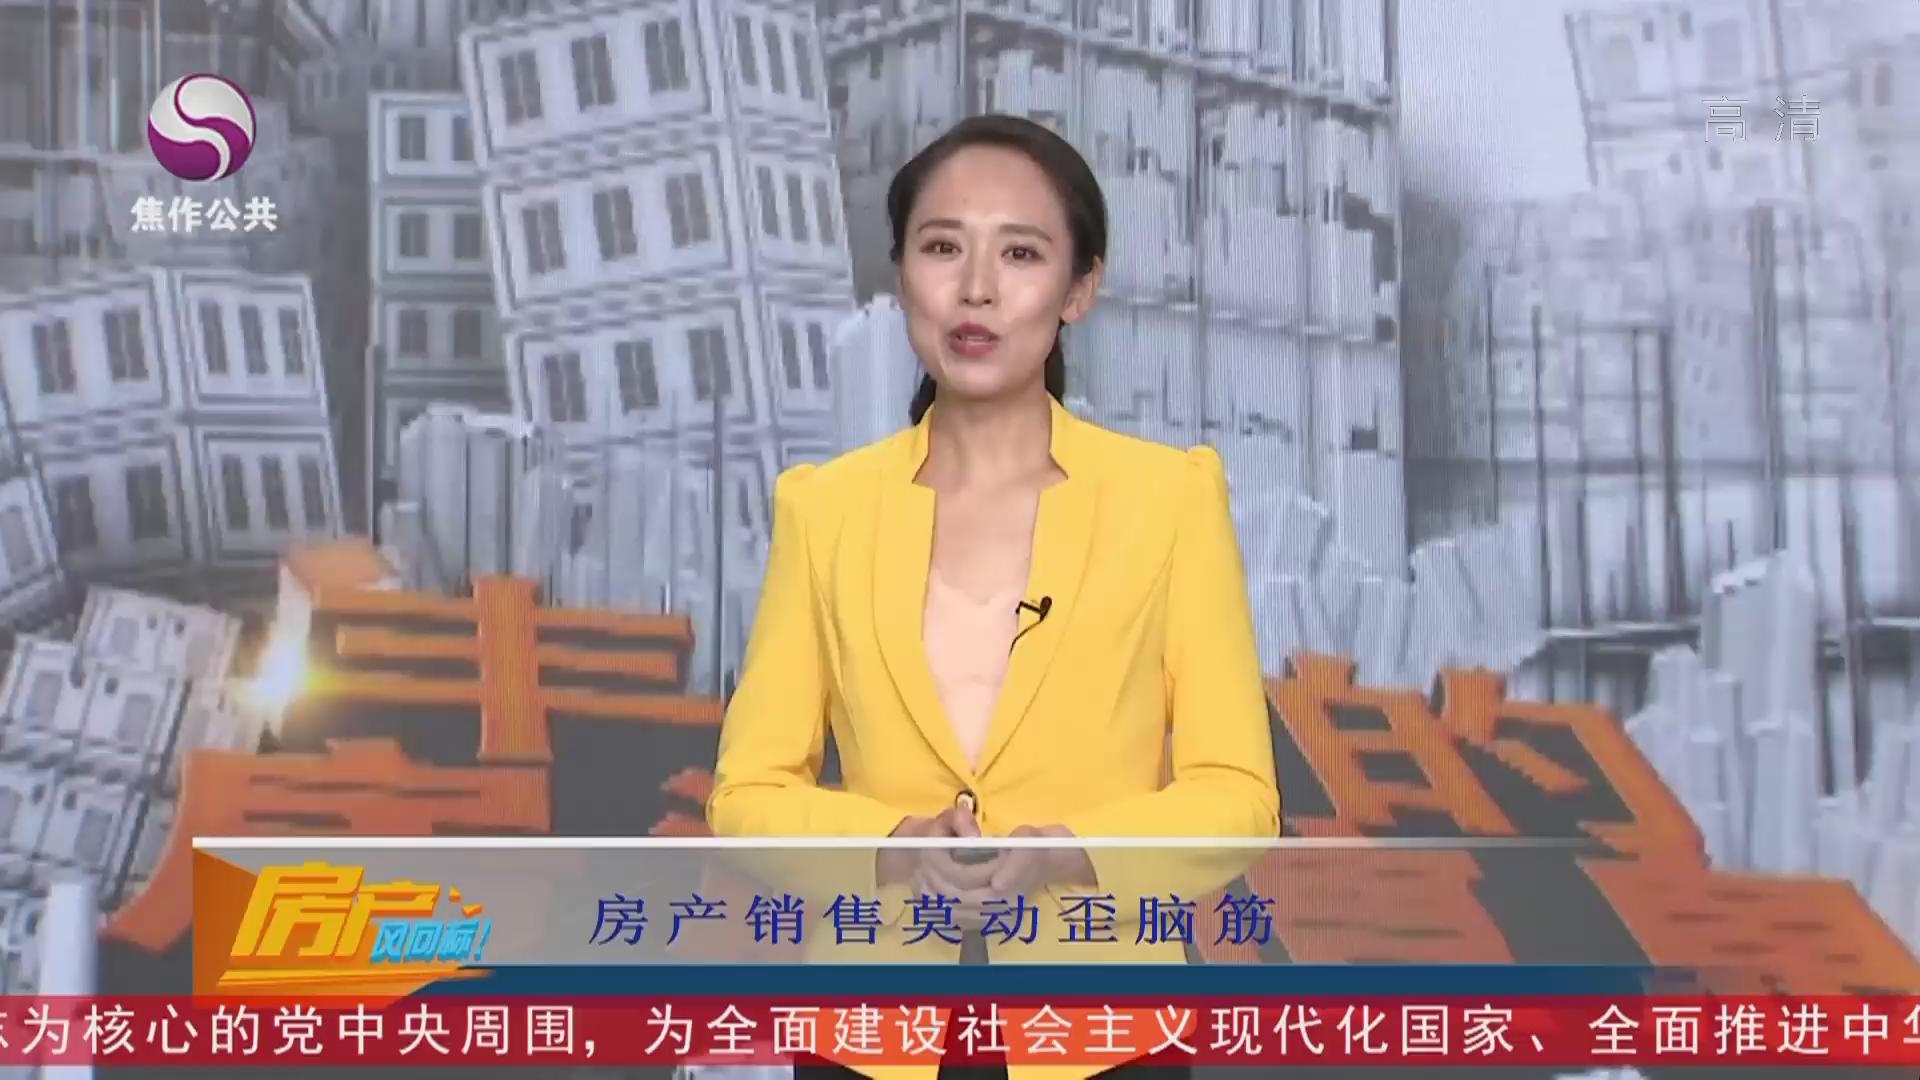 高清
焦作公共
房产风向标！
房产销售莫动歪脑筋
为核心的党中央周围，为全面建设社会主义现代化国家、全面推进中华